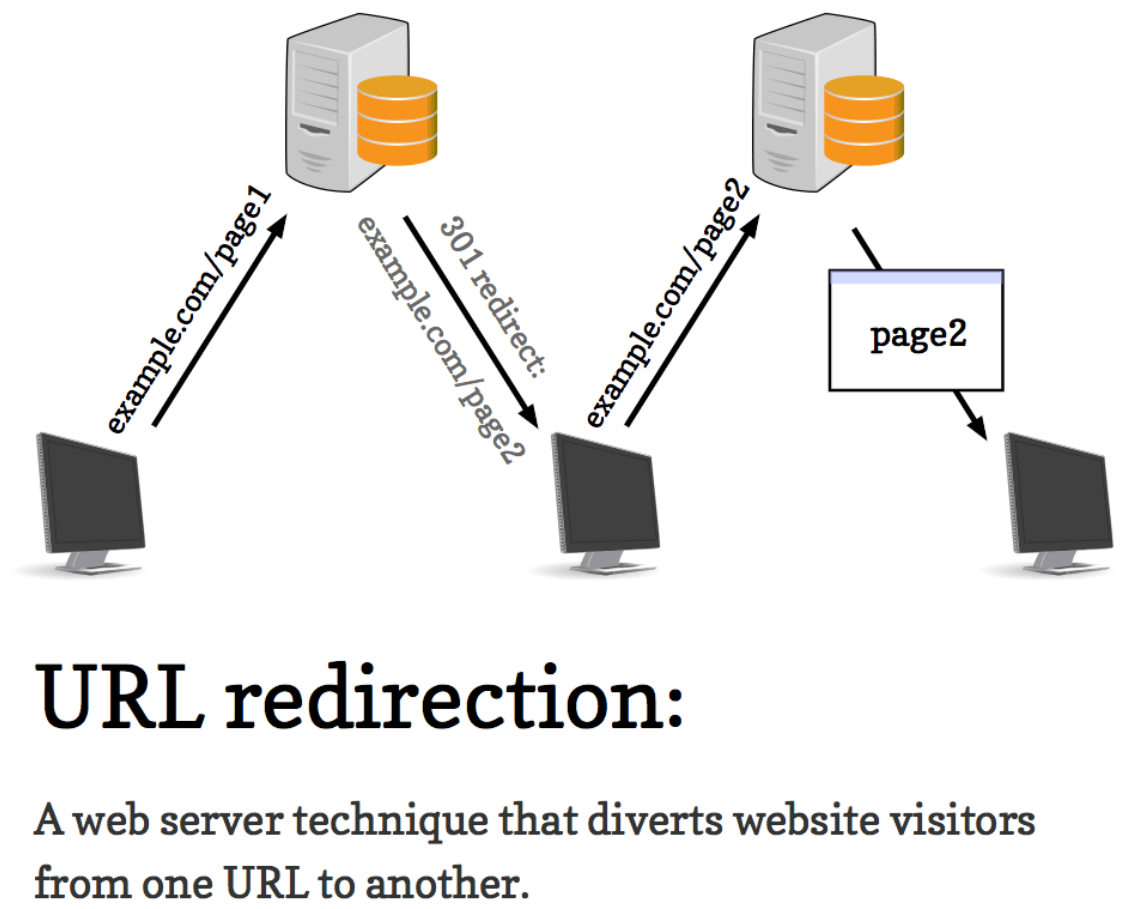 example.com/page1
301 redirect:
example.com/page2
example.com/page2
page2
URL redirection:
A web server technique that diverts website visitors
from one URL to another.